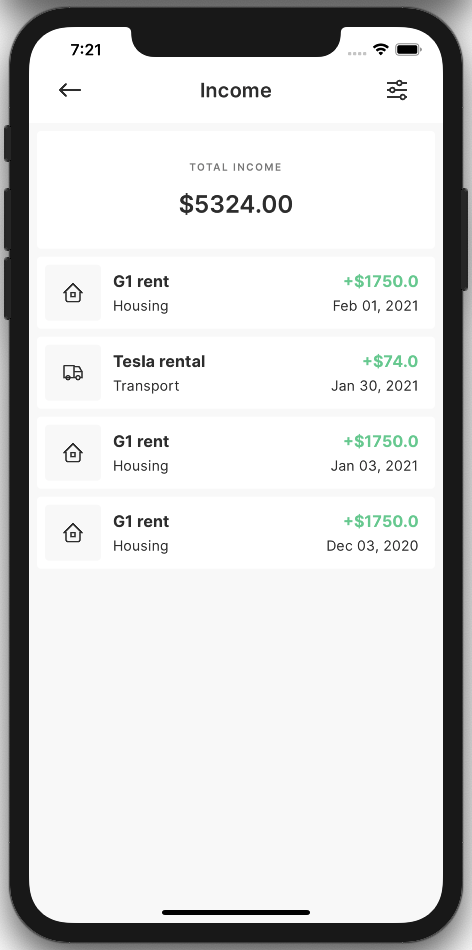 7:21
Income
TOTAL INCOME
$5324.00
G1 rent +$1750.0
Housing Feb 01, 2021
Tesla rental +$74.0
Transport Jan 30, 2021
G1 rent +$1750.0
Housing Jan 03, 2021
G1 rent +$1750.0
Housing Dec 03, 2020